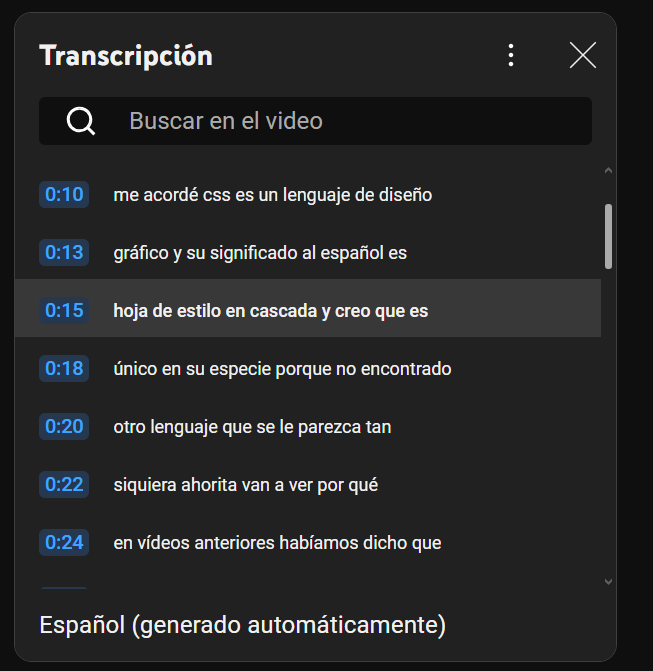 Transcripción
Buscar en el video
0:10 me acordé css es un lenguaje de diseño
0:13 gráfico y su significado al español es
0:15 hoja de estilo en cascada y creo que es
0:18 único en su especie porque no encontrado
0:20 otro lenguaje que se le parezca tan
0:22 siquiera ahorita van a ver por qué
0:24 en vídeos anteriores habíamos dicho que
Español (generado automáticamente)